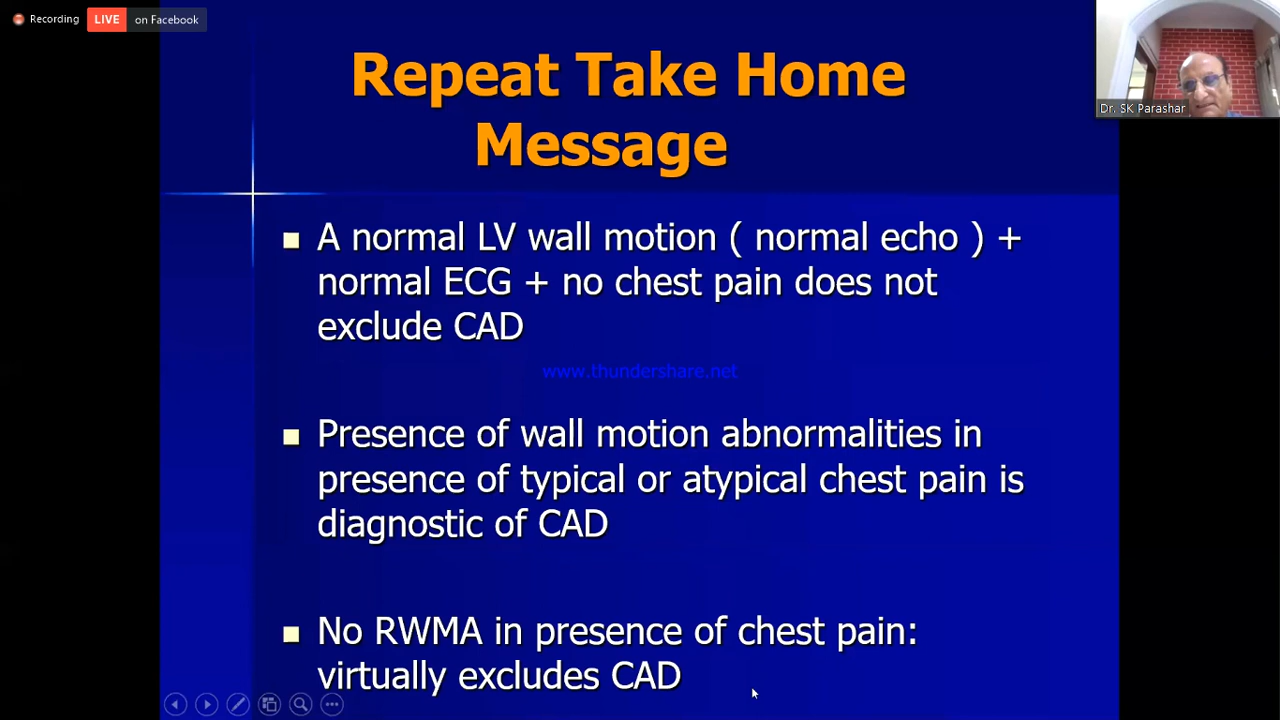 Recording LIVE on Facebook
Dr. SK Parashar
Repeat Take Home
Message
A normal LV wall motion ( normal echo ) +
normal ECG + no chest pain does not
exclude CAD
www.thundershare.net
Presence of wall motion abnormalities in
presence of typical or atypical chest pain is
diagnostic of CAD
No RWMA in presence of chest pain:
virtually excludes CAD